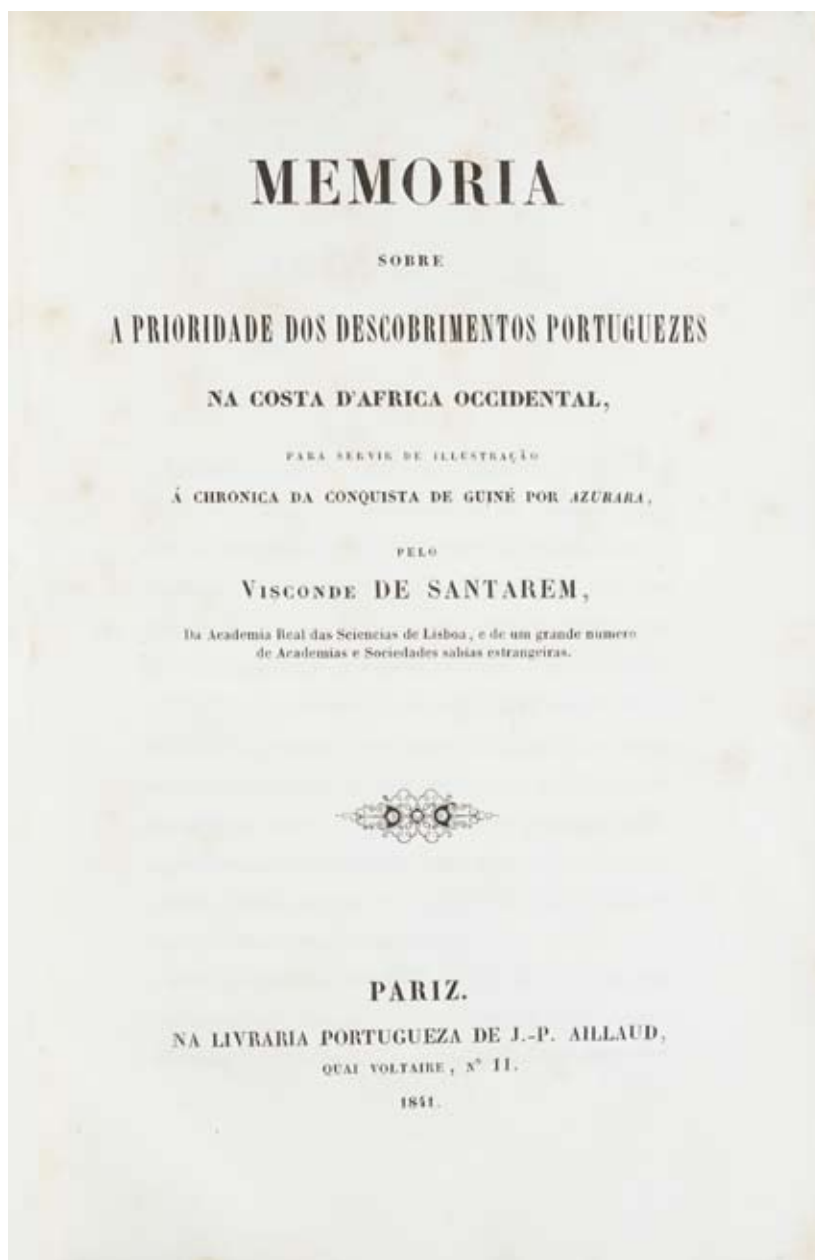 MEMORIA
SOBRE
A PRIORIDADE DOS DESCOBRIMENTOS PORTUGUEZES
NA COSTA D'AFRICA OCCIDENTAL,
PARA SERVIR DE ILLUSTRAÇÃO
Á CHRONICA DA CONQUISTA DE GUINÉ POR AZURARA,
PELO
VISCONDE DE SANTAREM,
Da Academia Real das Sciencias de Lisboa, e de um grande numero
de Academias e Sociedades sabias estrangeiras.
PARIZ.
NA LIVRARIA PORTUGUEZA DE J.-P. AILLAUD,
QUAI VOLTAIRE, N° 11.
1841.